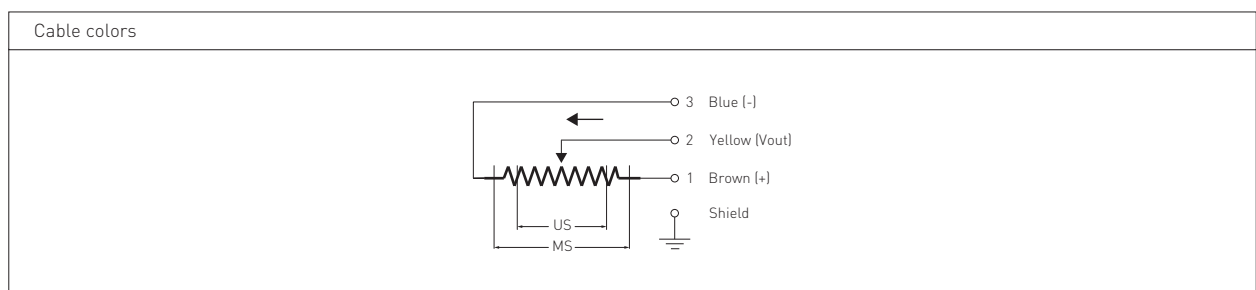 Cable colors
3 Blue (-)
2 Yellow (Vout)
1 Brown (+)
Shield
US
MS